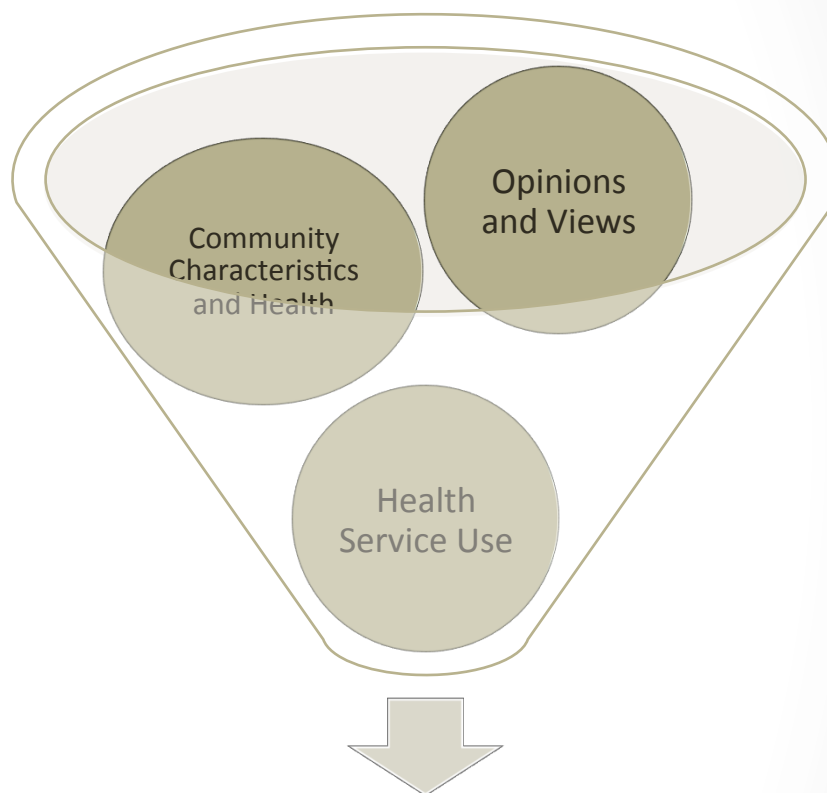 Opinions
and Views
Community
Characteristics
and Health
Health
Service Use